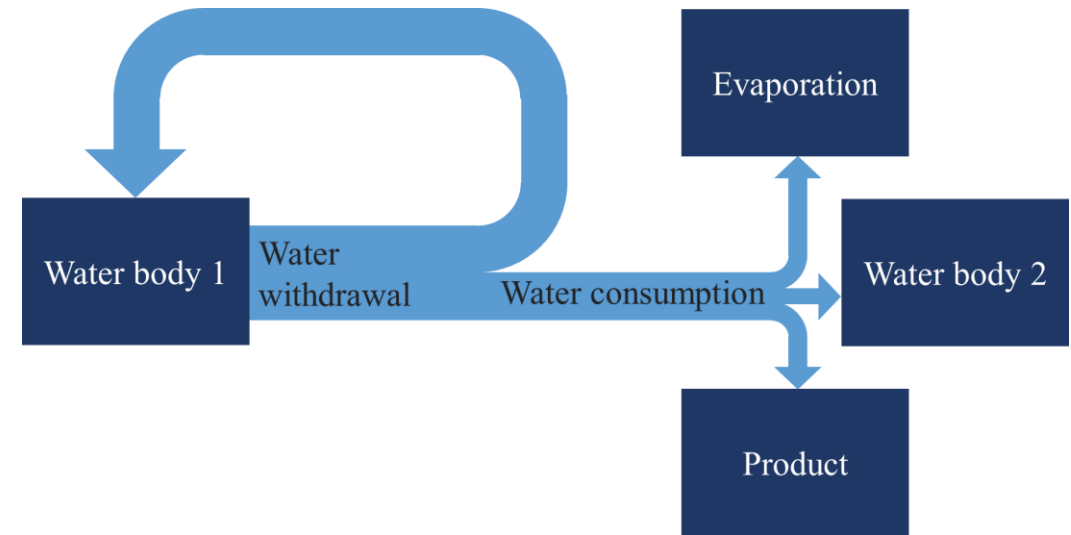 Evaporation
Water body 1
Water
withdrawal
Water consumption
Water body 2
Product